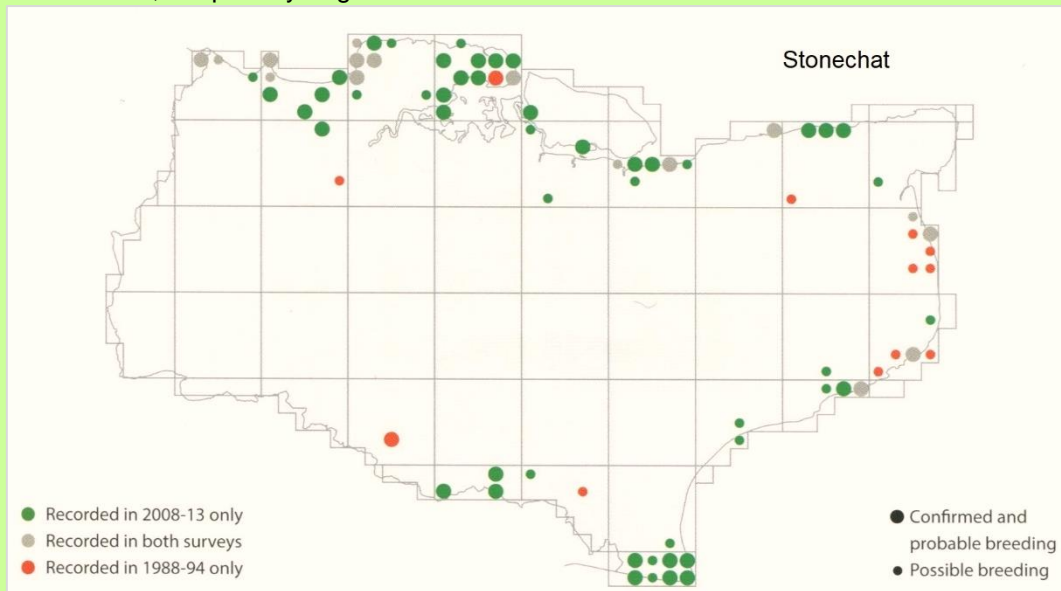 Stonechat
Recorded in 2008-13 only
Recorded in both surveys
Recorded in 1988-94 only
Confirmed and
probable breeding
Possible breeding